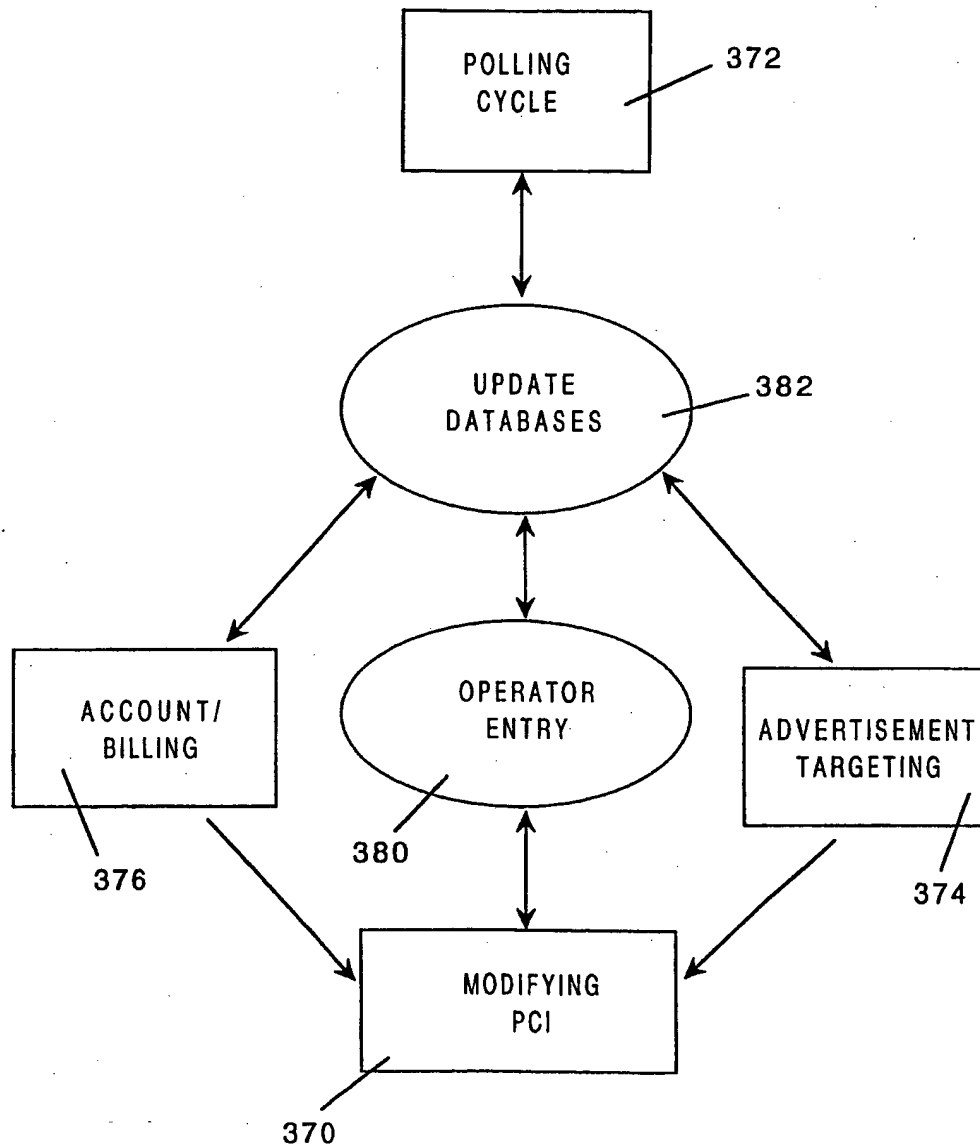 POLLING
CYCLE
372
UPDATE
DATABASES
382
ACCOUNT/
BILLING
376
OPERATOR
ENTRY
380
ADVERTISEMENT
TARGETING
374
MODIFYING
PCI
370